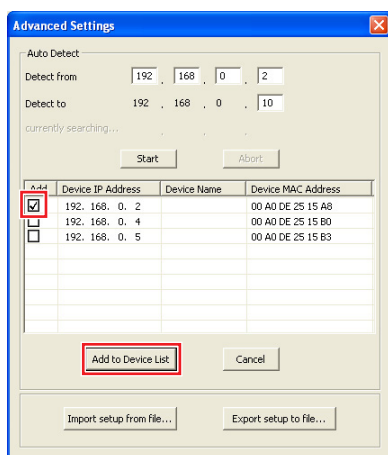 Advanced Settings
Auto Detect
Detect from 192 . 168 . 0 . 2
Detect to 192 . 168 . 0 . 10
currently searching... . . .
Start Abort
Add Device IP Address Device Name Device MAC Address
192. 168. 0. 2 00 A0 DE 25 15 A8
192. 168. 0. 4 00 A0 DE 25 15 B0
192. 168. 0. 5 00 A0 DE 25 15 B3
Add to Device List Cancel
Import setup from file... Export setup to file...